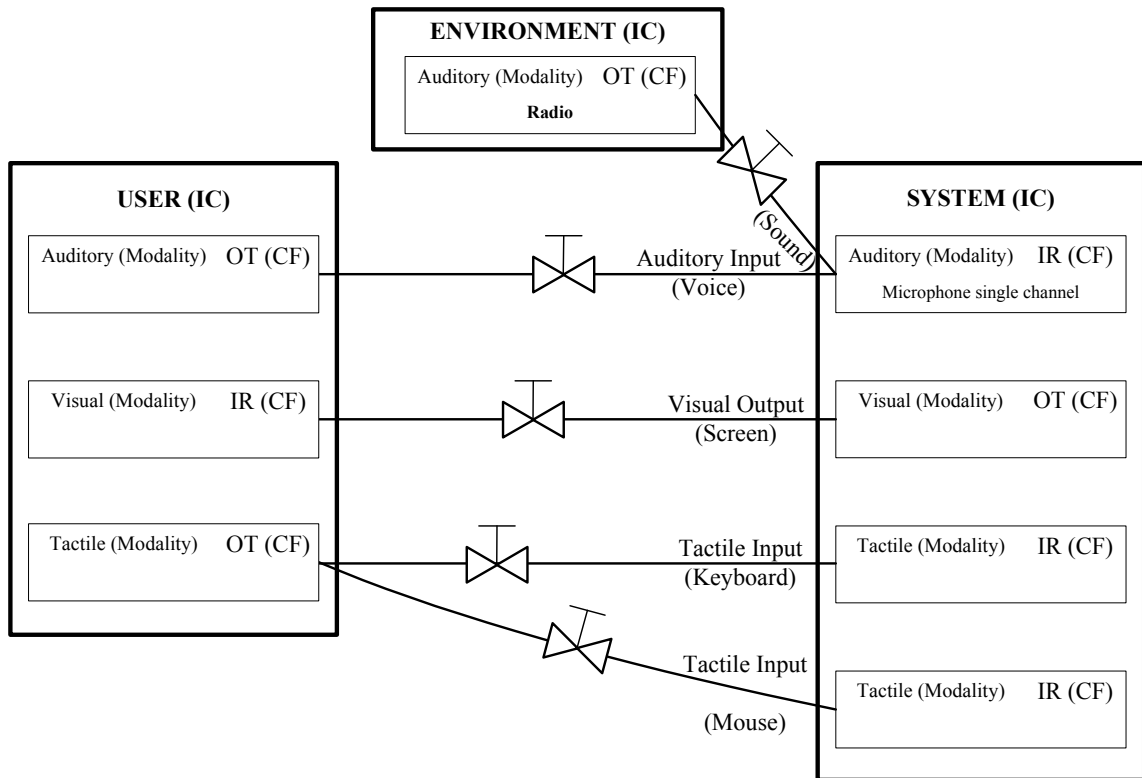 ENVIRONMENT (IC)
Auditory (Modality) OT (CF)
Radio
USER (IC)
Auditory (Modality) OT (CF)
Visual (Modality) IR (CF)
Tactile (Modality) OT (CF)
(Sound)
Auditory Input
(Voice)
Visual Output
(Screen)
Tactile Input
(Keyboard)
Tactile Input
(Mouse)
SYSTEM (IC)
Auditory (Modality) IR (CF)
Microphone single channel
Visual (Modality) OT (CF)
Tactile (Modality) IR (CF)
Tactile (Modality) IR (CF)